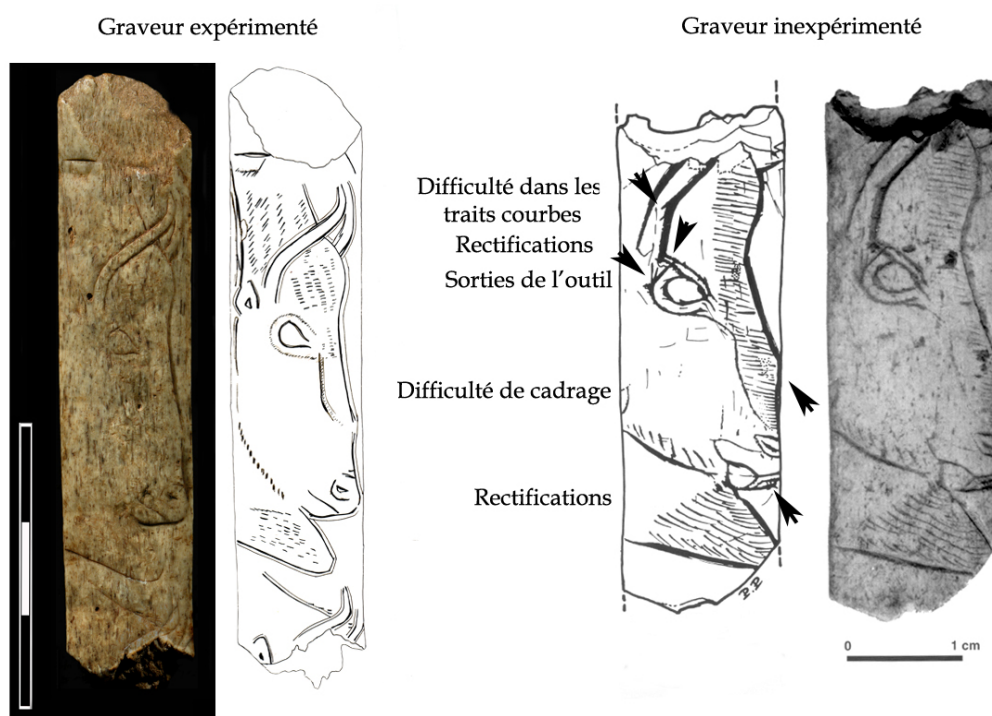 Graveur expérimenté
Graveur inexpérimenté
Difficulté dans les
traits courbes
Rectifications
Sorties de l'outil
Difficulté de cadrage
Rectifications
P.P
0 1 cm